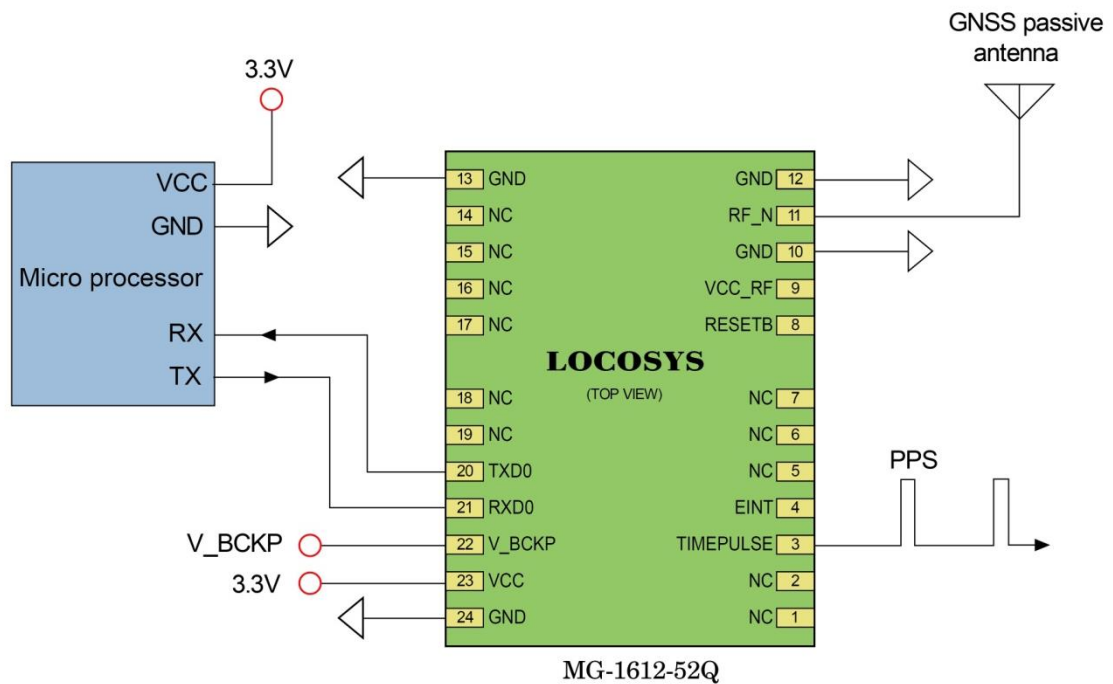 GNSS passive
antenna
3.3V
VCC
GND
Micro processor
RX
TX
13 GND
14 NC
15 NC
16 NC
17 NC
18 NC
19 NC
20 TXD0
21 RXD0
V_BCKP
22 V_BCKP
3.3V
23 VCC
24 GND
LOCOSYS
(TOP VIEW)
GND 12
RF_N 11
GND 10
VCC_RF 9
RESETB 8
NC 7
NC 6
NC 5
EINT 4
TIMEPULSE 3
NC 2
NC 1
PPS
MG-1612-52Q